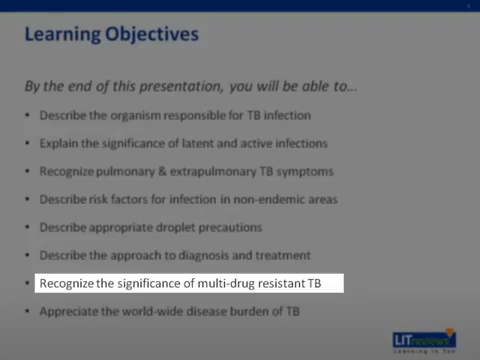 Learning Objectives
By the end of this presentation, you will be able to…
• Describe the organism responsible for TB infection
• Explain the significance of latent and active infections
• Recognize pulmonary & extrapulmonary TB symptoms
• Describe risk factors for infection in non-endemic areas
• Describe appropriate droplet precautions
• Describe the approach to diagnosis and treatment
• Recognize the significance of multi-drug resistant TB
• Appreciate the world-wide disease burden of TB
LITreviews
Learning in Ten